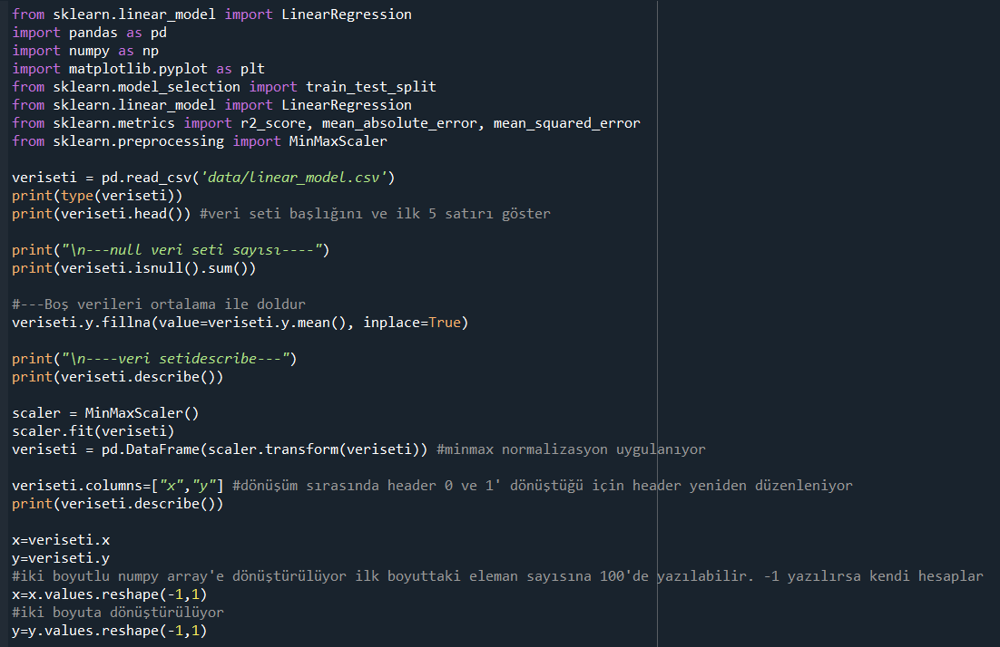 from sklearn.linear_model import LinearRegression
import pandas as pd
import numpy as np
import matplotlib.pyplot as plt
from sklearn.model_selection import train_test_split
from sklearn.linear_model import LinearRegression
from sklearn.metrics import r2_score, mean_absolute_error, mean_squared_error
from sklearn.preprocessing import MinMaxScaler
veriseti = pd.read_csv('data/linear_model.csv')
print(type(veriseti))
print(veriseti.head()) #veri seti başlığını ve ilk 5 satırı göster
print("\n---null veri seti sayısı----")
print(veriseti.isnull().sum())
#---Boş verileri ortalama ile doldur
veriseti.y.fillna(value=veriseti.y.mean(), inplace=True)
print("\n----veri setidescribe---")
print(veriseti.describe())
scaler = MinMaxScaler()
scaler.fit(veriseti)
veriseti = pd.DataFrame(scaler.transform(veriseti)) #minmax normalizasyon uygulanıyor
veriseti.columns=["x","y"] #dönüşüm sırasında header 0 ve 1' dönüştüğü için header yeniden düzenleniyor
print(veriseti.describe())
x=veriseti.x
y=veriseti.y
#iki boyutlu numpy array'e dönüştürülüyor ilk boyuttaki eleman sayısına 100'de yazılabilir. -1 yazılırsa kendi hesaplar
x=x.values.reshape(-1,1)
#iki boyuta dönüştürülüyor
y=y.values.reshape(-1,1)